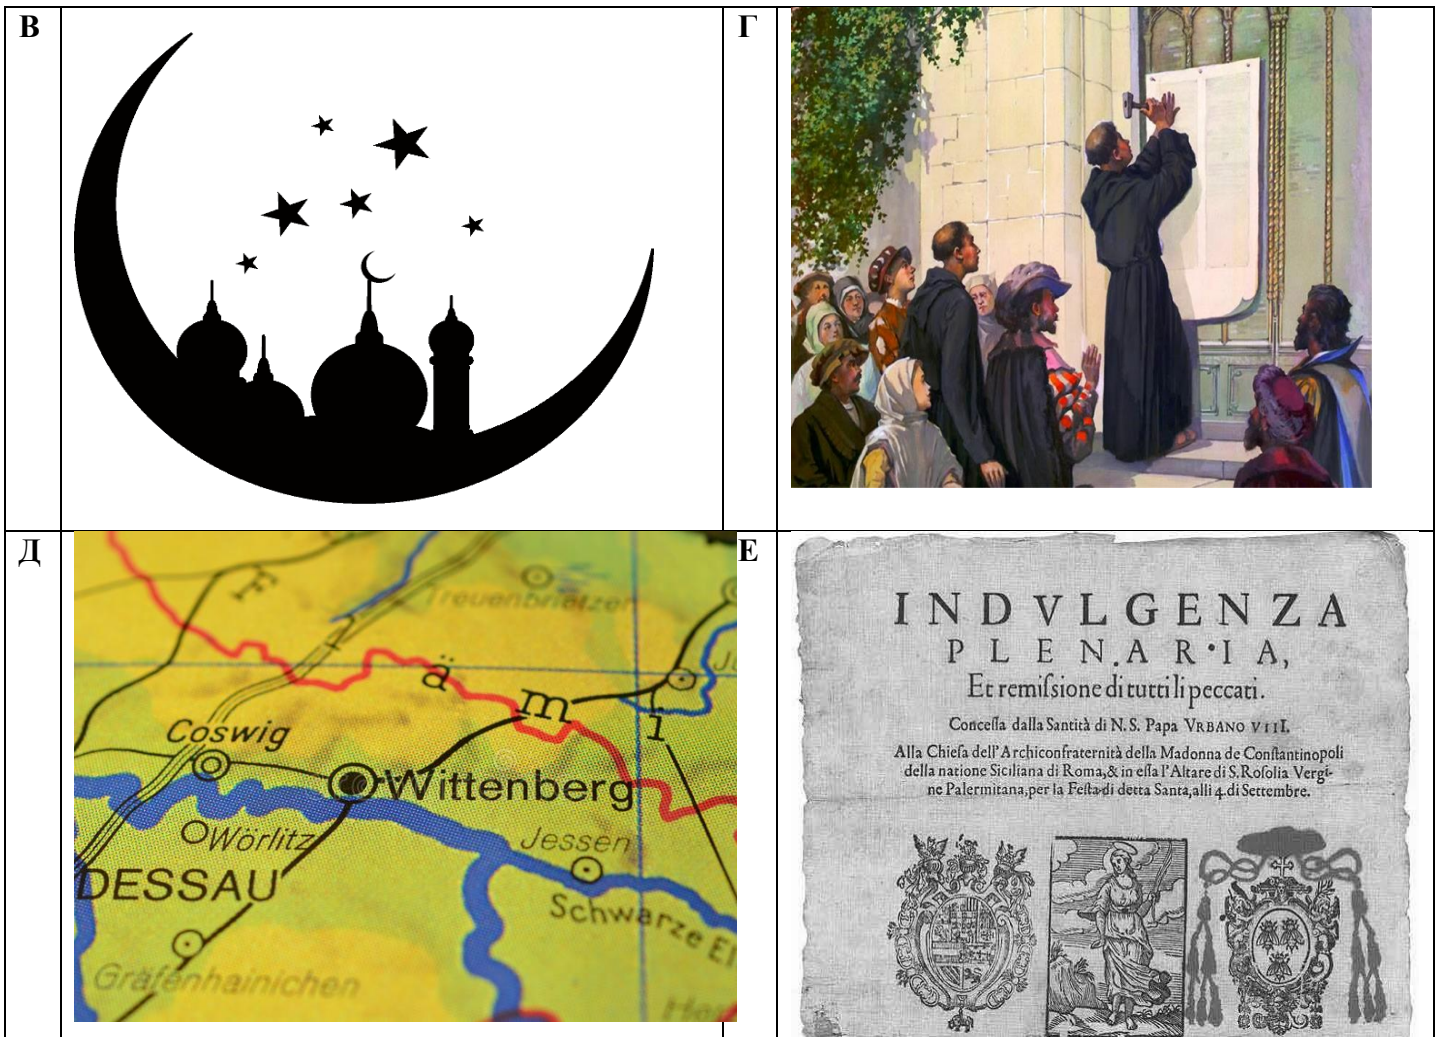 В
Г
Д
Е
Treuenbrietzen
ä
m
i
Coswig
Wittenberg
Wörlitz
Jessen
DESSAU
Schwarze El
Gräfenhainichen
INDVLGENZA
PLENARIA,
Et remiſsione di tutti li peccati.
Conceſſa dalla Santità di N. S. Papa VRBANO VIII.
Alla Chieſa dell'Archiconfraternità della Madonna de Conſtantinopoli
della natione Siciliana di Roma, & in eſſa l'Altare di S. Roſolia Vergi-
ne Palermitana, per la Feſta di detta Santa, alli 4. di Settembre.